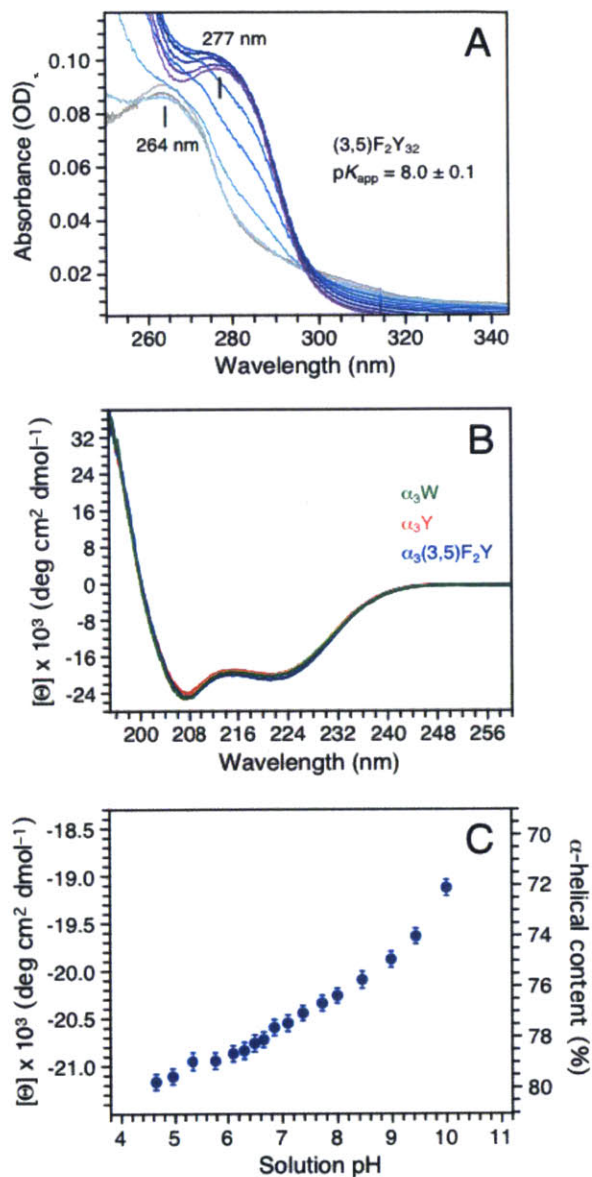 A
277 nm
264 nm
(3,5)F₂Y₃₂
pKapp = 8.0 ± 0.1
Absorbance (OD)
0.10
0.08
0.06
0.04
0.02
260 280 300 320 340
Wavelength (nm)
B
α₃W
α₃Y
α₃(3,5)F₂Y
[Θ] x 10³ (deg cm² dmol⁻¹)
32
24
16
8
0
-8
-16
-24
200 208 216 224 232 240 248 256
Wavelength (nm)
C
[Θ] x 10³ (deg cm² dmol⁻¹)
-18.5
-19.0
-19.5
-20.0
-20.5
-21.0
70
72
74
76
78
80
α-helical content (%)
4 5 6 7 8 9 10 11
Solution pH